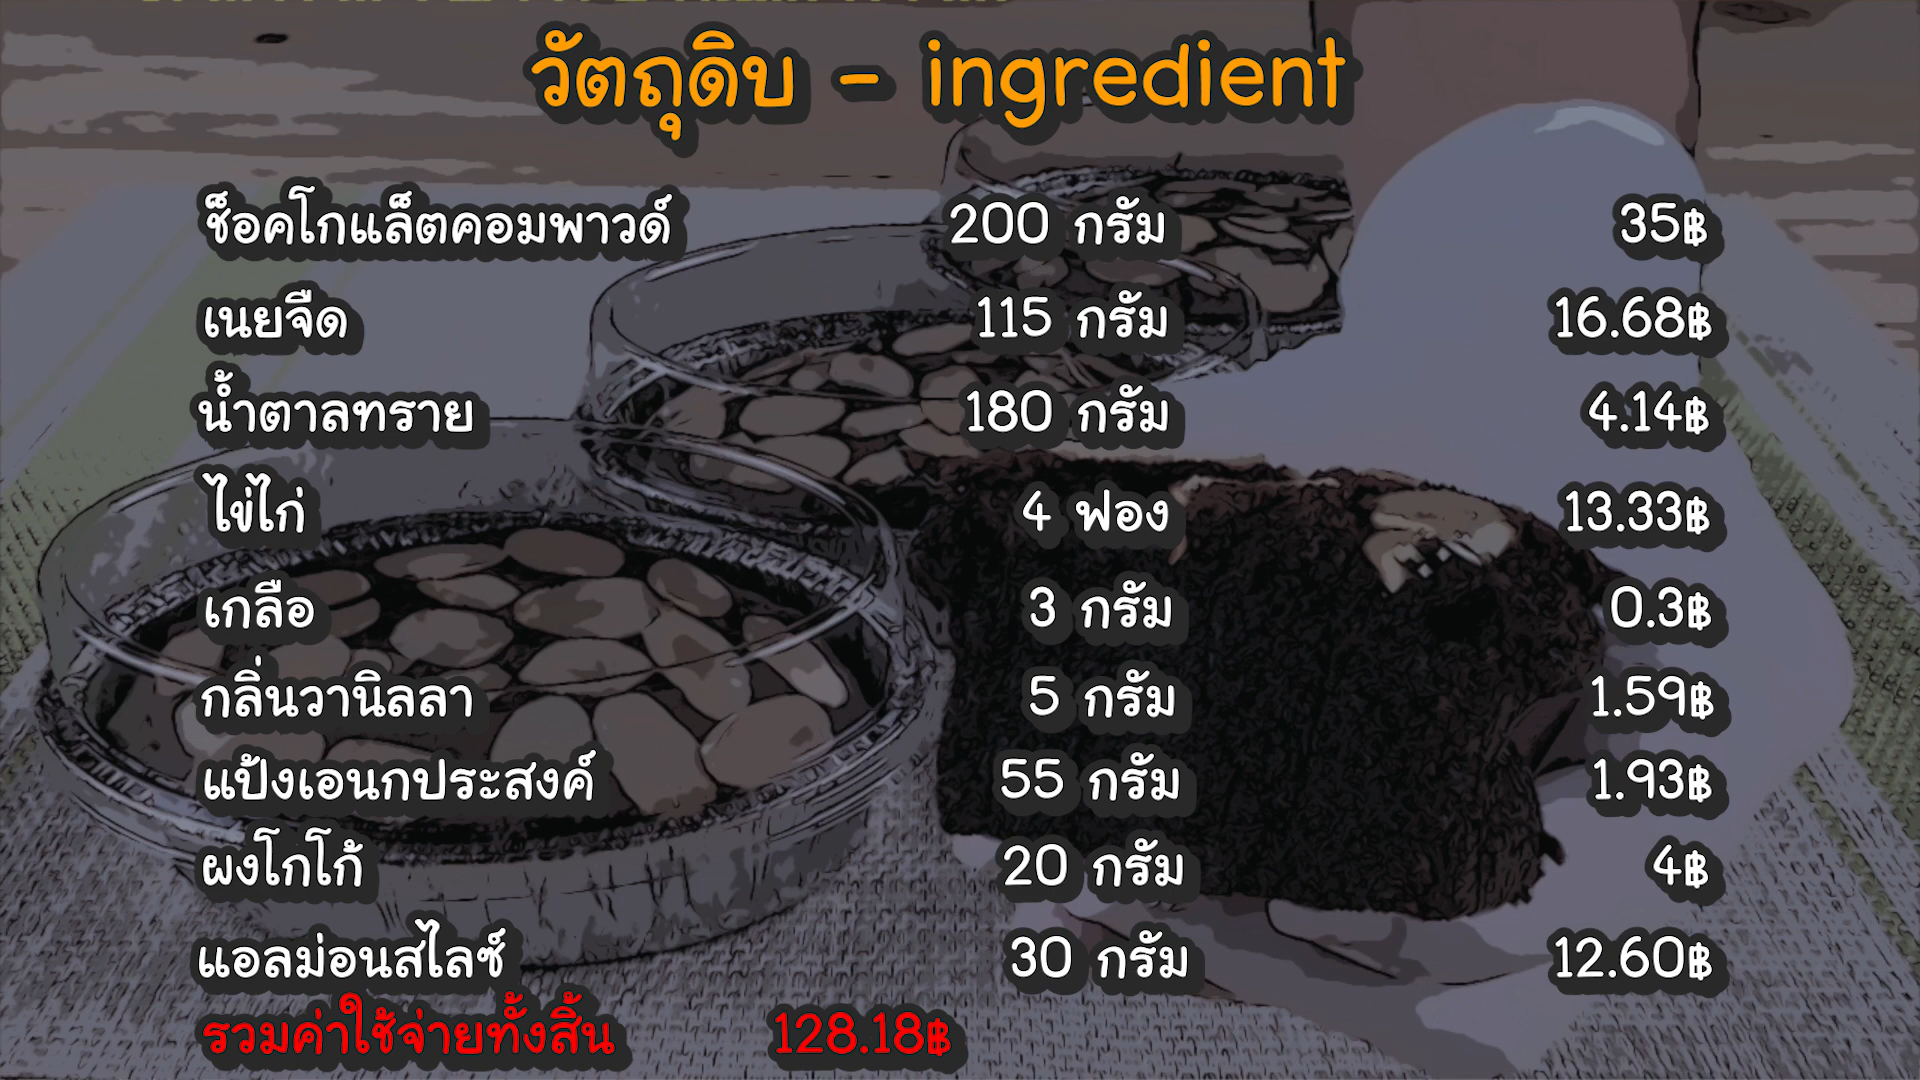 วัตถุดิบ - ingredient
ช็อคโกแล็ตคอมพาวด์ 200 กรัม 35฿
เนยจืด 115 กรัม 16.68฿
น้ำตาลทราย 180 กรัม 4.14฿
ไข่ไก่ 4 ฟอง 13.33฿
เกลือ 3 กรัม 0.3฿
กลิ่นวานิลลา 5 กรัม 1.59฿
แป้งเอนกประสงค์ 55 กรัม 1.93฿
ผงโกโก้ 20 กรัม 4฿
แอลม่อนสไลซ์ 30 กรัม 12.60฿
รวมค่าใช้จ่ายทั้งสิ้น 128.18฿